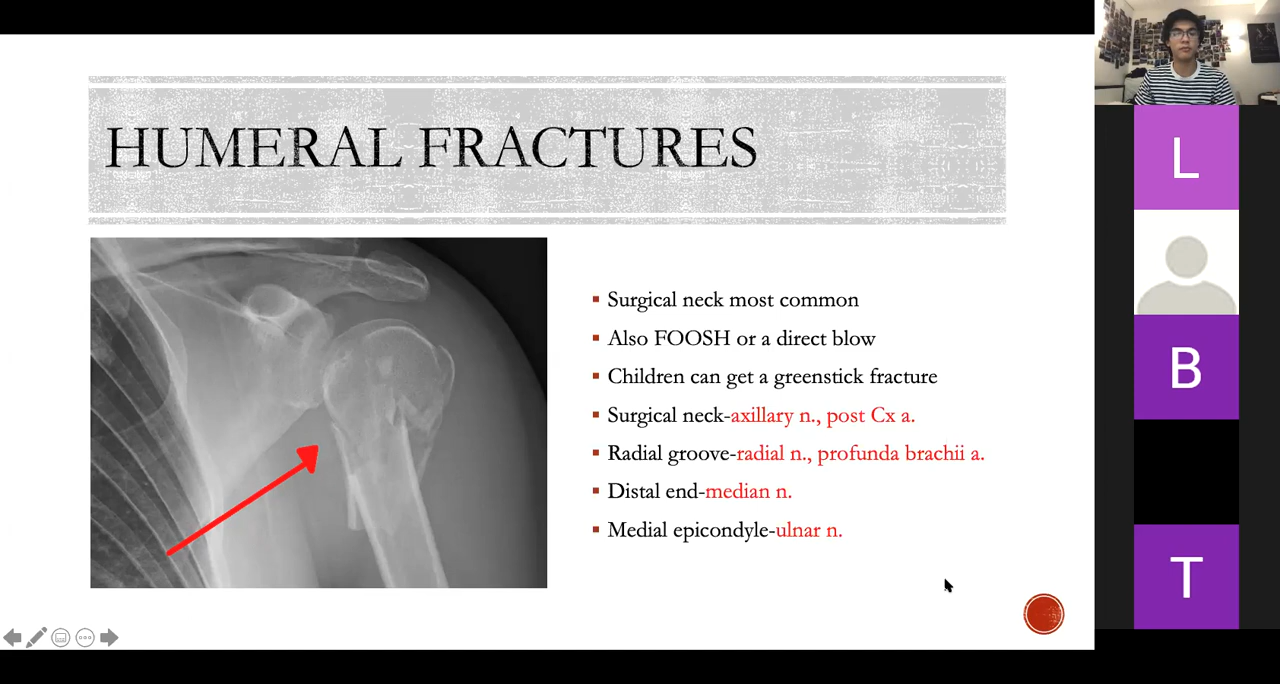 HUMERAL FRACTURES
Surgical neck most common
Also FOOSH or a direct blow
Children can get a greenstick fracture
Surgical neck-axillary n., post Cx a.
Radial groove-radial n., profunda brachii a.
Distal end-median n.
Medial epicondyle-ulnar n.
L
B
T